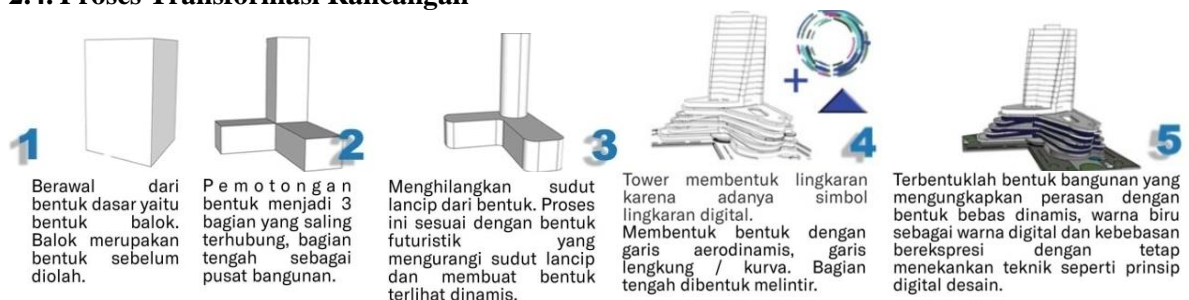 2.4. Proses Transformasi Rancangan
1
Berawal dari
bentuk dasar yaitu
bentuk balok.
Balok merupakan
bentuk sebelum
diolah.
2
Pemotongan
bentuk menjadi 3
bagian yang saling
terhubung, bagian
tengah sebagai
pusat bangunan.
3
Menghilangkan sudut
lancip dari bentuk. Proses
ini sesuai dengan bentuk
futuristik yang
mengurangi sudut lancip
dan membuat bentuk
terlihat dinamis.
4
Tower membentuk lingkaran
karena adanya simbol
lingkaran digital.
Membentuk bentuk dengan
garis aerodinamis, garis
lengkung / kurva. Bagian
tengah dibentuk melintir.
5
Terbentuklah bentuk bangunan yang
mengungkapkan perasan dengan
bentuk bebas dinamis, warna biru
sebagai warna digital dan kebebasan
berekspresi dengan tetap
menekankan teknik seperti prinsip
digital desain.